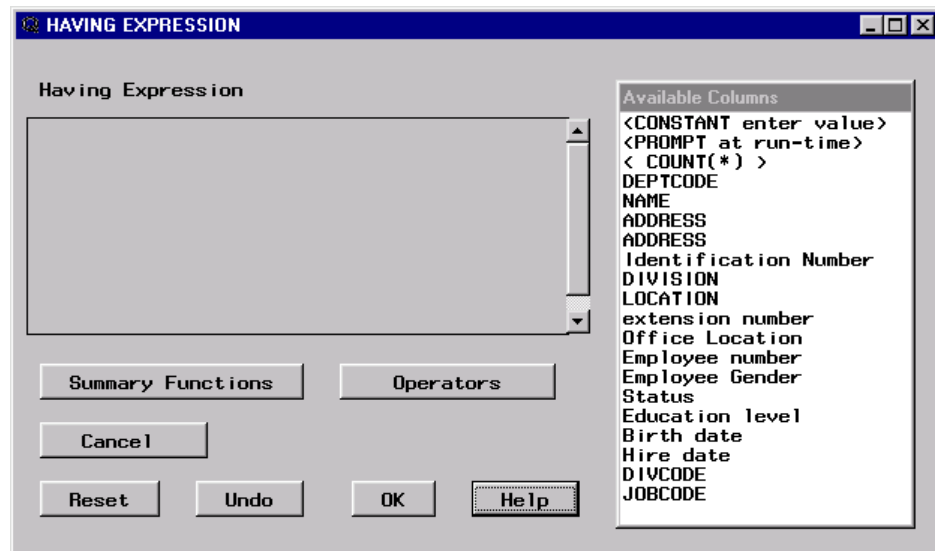 HAVING EXPRESSION
Having Expression
Available Columns
<CONSTANT enter value>
<PROMPT at run-time>
< COUNT(*) >
DEPTCODE
NAME
ADDRESS
ADDRESS
Identification Number
DIVISION
LOCATION
extension number
Office Location
Employee number
Employee Gender
Status
Education level
Birth date
Hire date
DIVCODE
JOBCODE
Summary Functions
Operators
Cancel
Reset
Undo
OK
Help